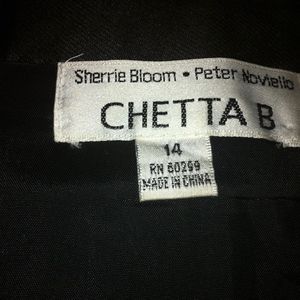 Sherrie Bloom • Peter Noviello
CHETTA B
14
RN 60299
MADE IN CHINA